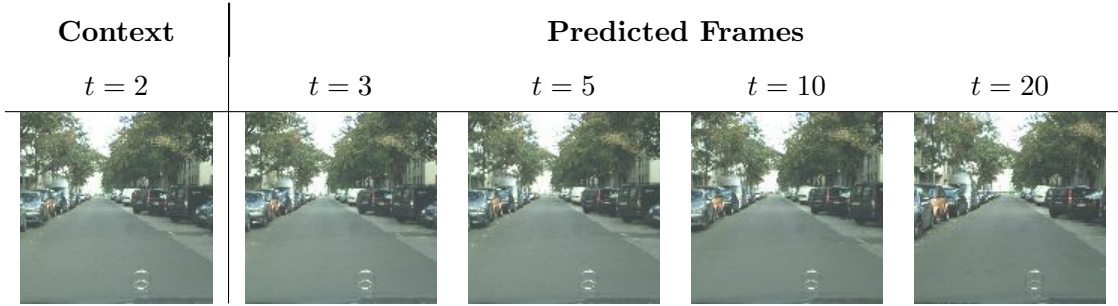 Context Predicted Frames
t = 2 t = 3 t = 5 t = 10 t = 20